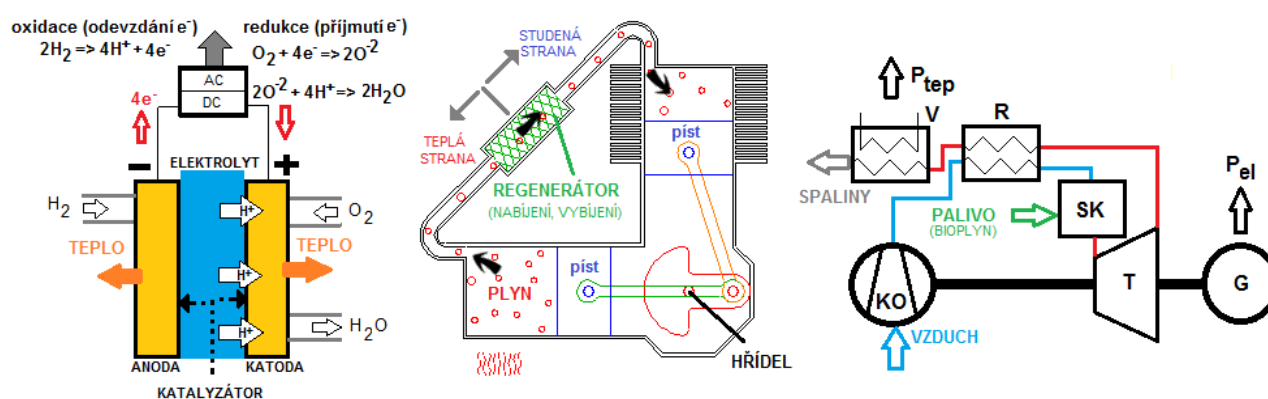 oxidace (odevzdání e⁻)
2H₂ => 4H⁺ + 4e⁻
redukce (příjmutí e⁻)
O₂ + 4e⁻ => 2O⁻²
2O⁻² + 4H⁺ => 2H₂O
AC
DC
4e⁻
−
ELEKTROLYT
+
H₂
H⁺
O₂
TEPLO
TEPLO
H⁺
H⁺
H₂O
ANODA
KATODA
KATALYZÁTOR
STUDENÁ
STRANA
TEPLÁ
STRANA
REGENERÁTOR
(NABÍJENÍ, VYBÍJENÍ)
píst
píst
PLYN
HŘÍDEL
P_tep
V
R
SPALINY
PALIVO
(BIOPLYN)
SK
P_el
KO
T
G
VZDUCH